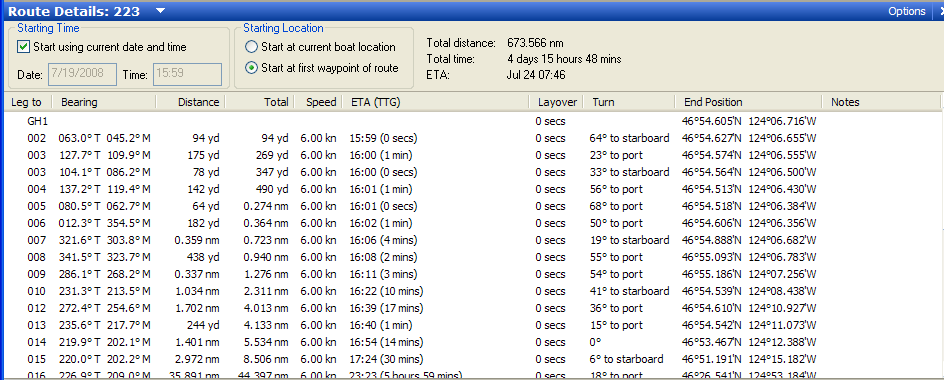 Route Details: 223 Options
Starting Time Starting Location
Start using current date and time Start at current boat location Total distance: 673.566 nm
Total time: 4 days 15 hours 48 mins
Date: 7/19/2008 Time: 15:59 Start at first waypoint of route ETA: Jul 24 07:46
Leg to Bearing Distance Total Speed ETA (TTG) Layover Turn End Position Notes
GH1 0 secs 46°54.605'N 124°06.716'W
002 063.0° T 045.2° M 94 yd 94 yd 6.00 kn 15:59 (0 secs) 0 secs 64° to starboard 46°54.627'N 124°06.655'W
003 127.7° T 109.9° M 175 yd 269 yd 6.00 kn 16:00 (1 min) 0 secs 23° to port 46°54.574'N 124°06.555'W
003 104.1° T 086.2° M 78 yd 347 yd 6.00 kn 16:00 (0 secs) 0 secs 33° to starboard 46°54.564'N 124°06.500'W
004 137.2° T 119.4° M 142 yd 490 yd 6.00 kn 16:01 (1 min) 0 secs 56° to port 46°54.513'N 124°06.430'W
005 080.5° T 062.7° M 64 yd 0.274 nm 6.00 kn 16:01 (0 secs) 0 secs 68° to port 46°54.518'N 124°06.384'W
006 012.3° T 354.5° M 182 yd 0.364 nm 6.00 kn 16:02 (1 min) 0 secs 50° to port 46°54.606'N 124°06.356'W
007 321.6° T 303.8° M 0.359 nm 0.723 nm 6.00 kn 16:06 (4 mins) 0 secs 19° to starboard 46°54.888'N 124°06.682'W
008 341.5° T 323.7° M 438 yd 0.940 nm 6.00 kn 16:08 (2 mins) 0 secs 55° to port 46°55.093'N 124°06.783'W
009 286.1° T 268.2° M 0.337 nm 1.276 nm 6.00 kn 16:11 (3 mins) 0 secs 54° to port 46°55.186'N 124°07.256'W
010 231.3° T 213.5° M 1.034 nm 2.311 nm 6.00 kn 16:22 (10 mins) 0 secs 41° to starboard 46°54.539'N 124°08.438'W
012 272.4° T 254.6° M 1.702 nm 4.013 nm 6.00 kn 16:39 (17 mins) 0 secs 36° to port 46°54.610'N 124°10.927'W
013 235.6° T 217.7° M 244 yd 4.133 nm 6.00 kn 16:40 (1 min) 0 secs 15° to port 46°54.542'N 124°11.073'W
014 219.9° T 202.1° M 1.401 nm 5.534 nm 6.00 kn 16:54 (14 mins) 0 secs 0° 46°53.467'N 124°12.388'W
015 220.0° T 202.2° M 2.972 nm 8.506 nm 6.00 kn 17:24 (30 mins) 0 secs 6° to starboard 46°51.191'N 124°15.182'W
016 226.9° T 209.0° M 35.891 nm 44.397 nm 6.00 kn 23:23 (5 hours 59 mins) 0 secs 18° to port 46°26.541'N 124°53.184'W